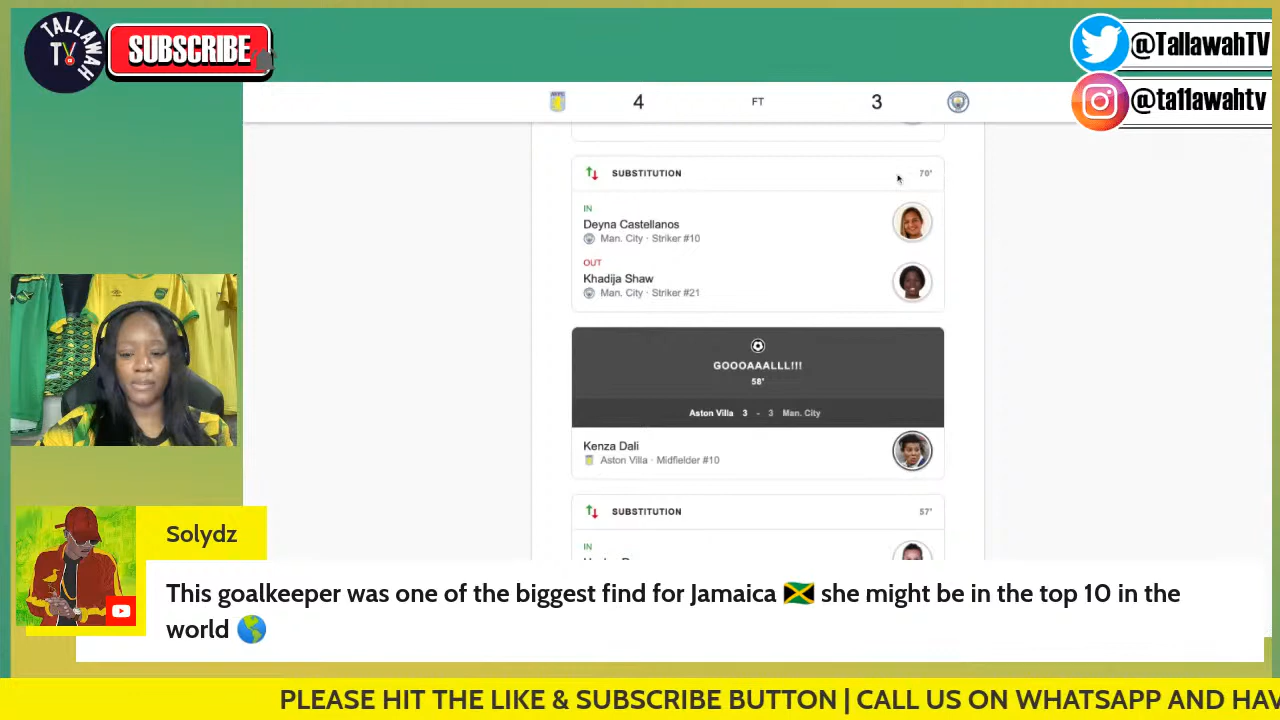 TALLAWAH
TV
SUBSCRIBE
@TallawahTV
@ta11awahtv
4 FT 3
SUBSTITUTION 70'
IN
Deyna Castellanos
Man. City · Striker #10
OUT
Khadija Shaw
Man. City · Striker #21
GOOOAAALLL!!!
58'
Aston Villa 3 - 3 Man. City
Kenza Dali
Aston Villa · Midfielder #10
SUBSTITUTION 57'
IN
Solydz
This goalkeeper was one of the biggest find for Jamaica 🇯🇲 she might be in the top 10 in the
world 🌎
PLEASE HIT THE LIKE & SUBSCRIBE BUTTON | CALL US ON WHATSAPP AND HAV